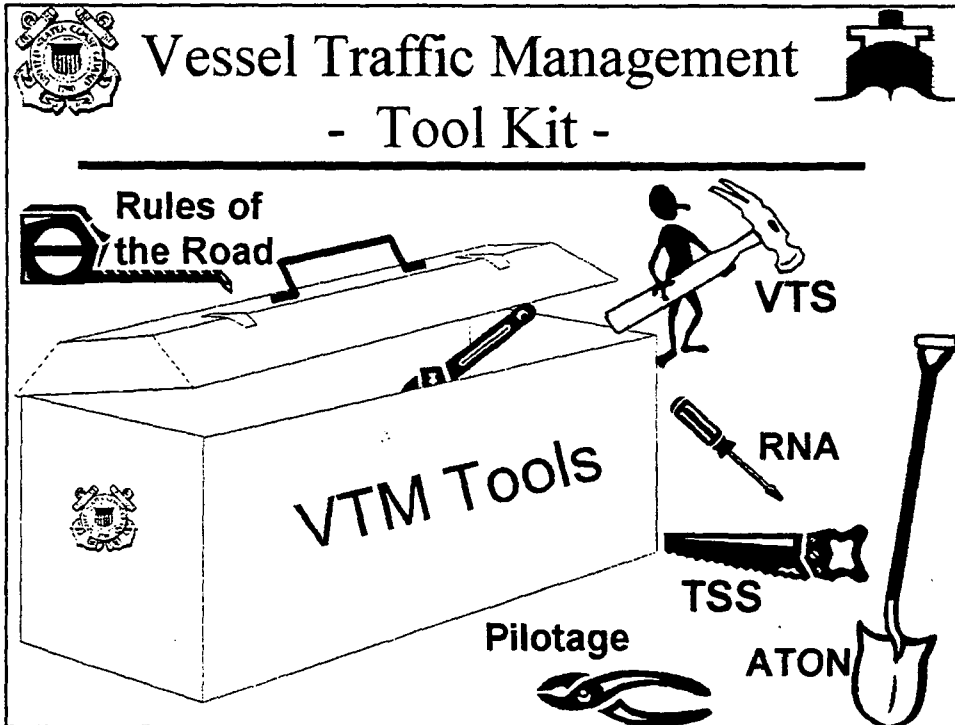 Vessel Traffic Management
- Tool Kit -
Rules of
the Road
VTS
RNA
VTM Tools
TSS
Pilotage
ATON